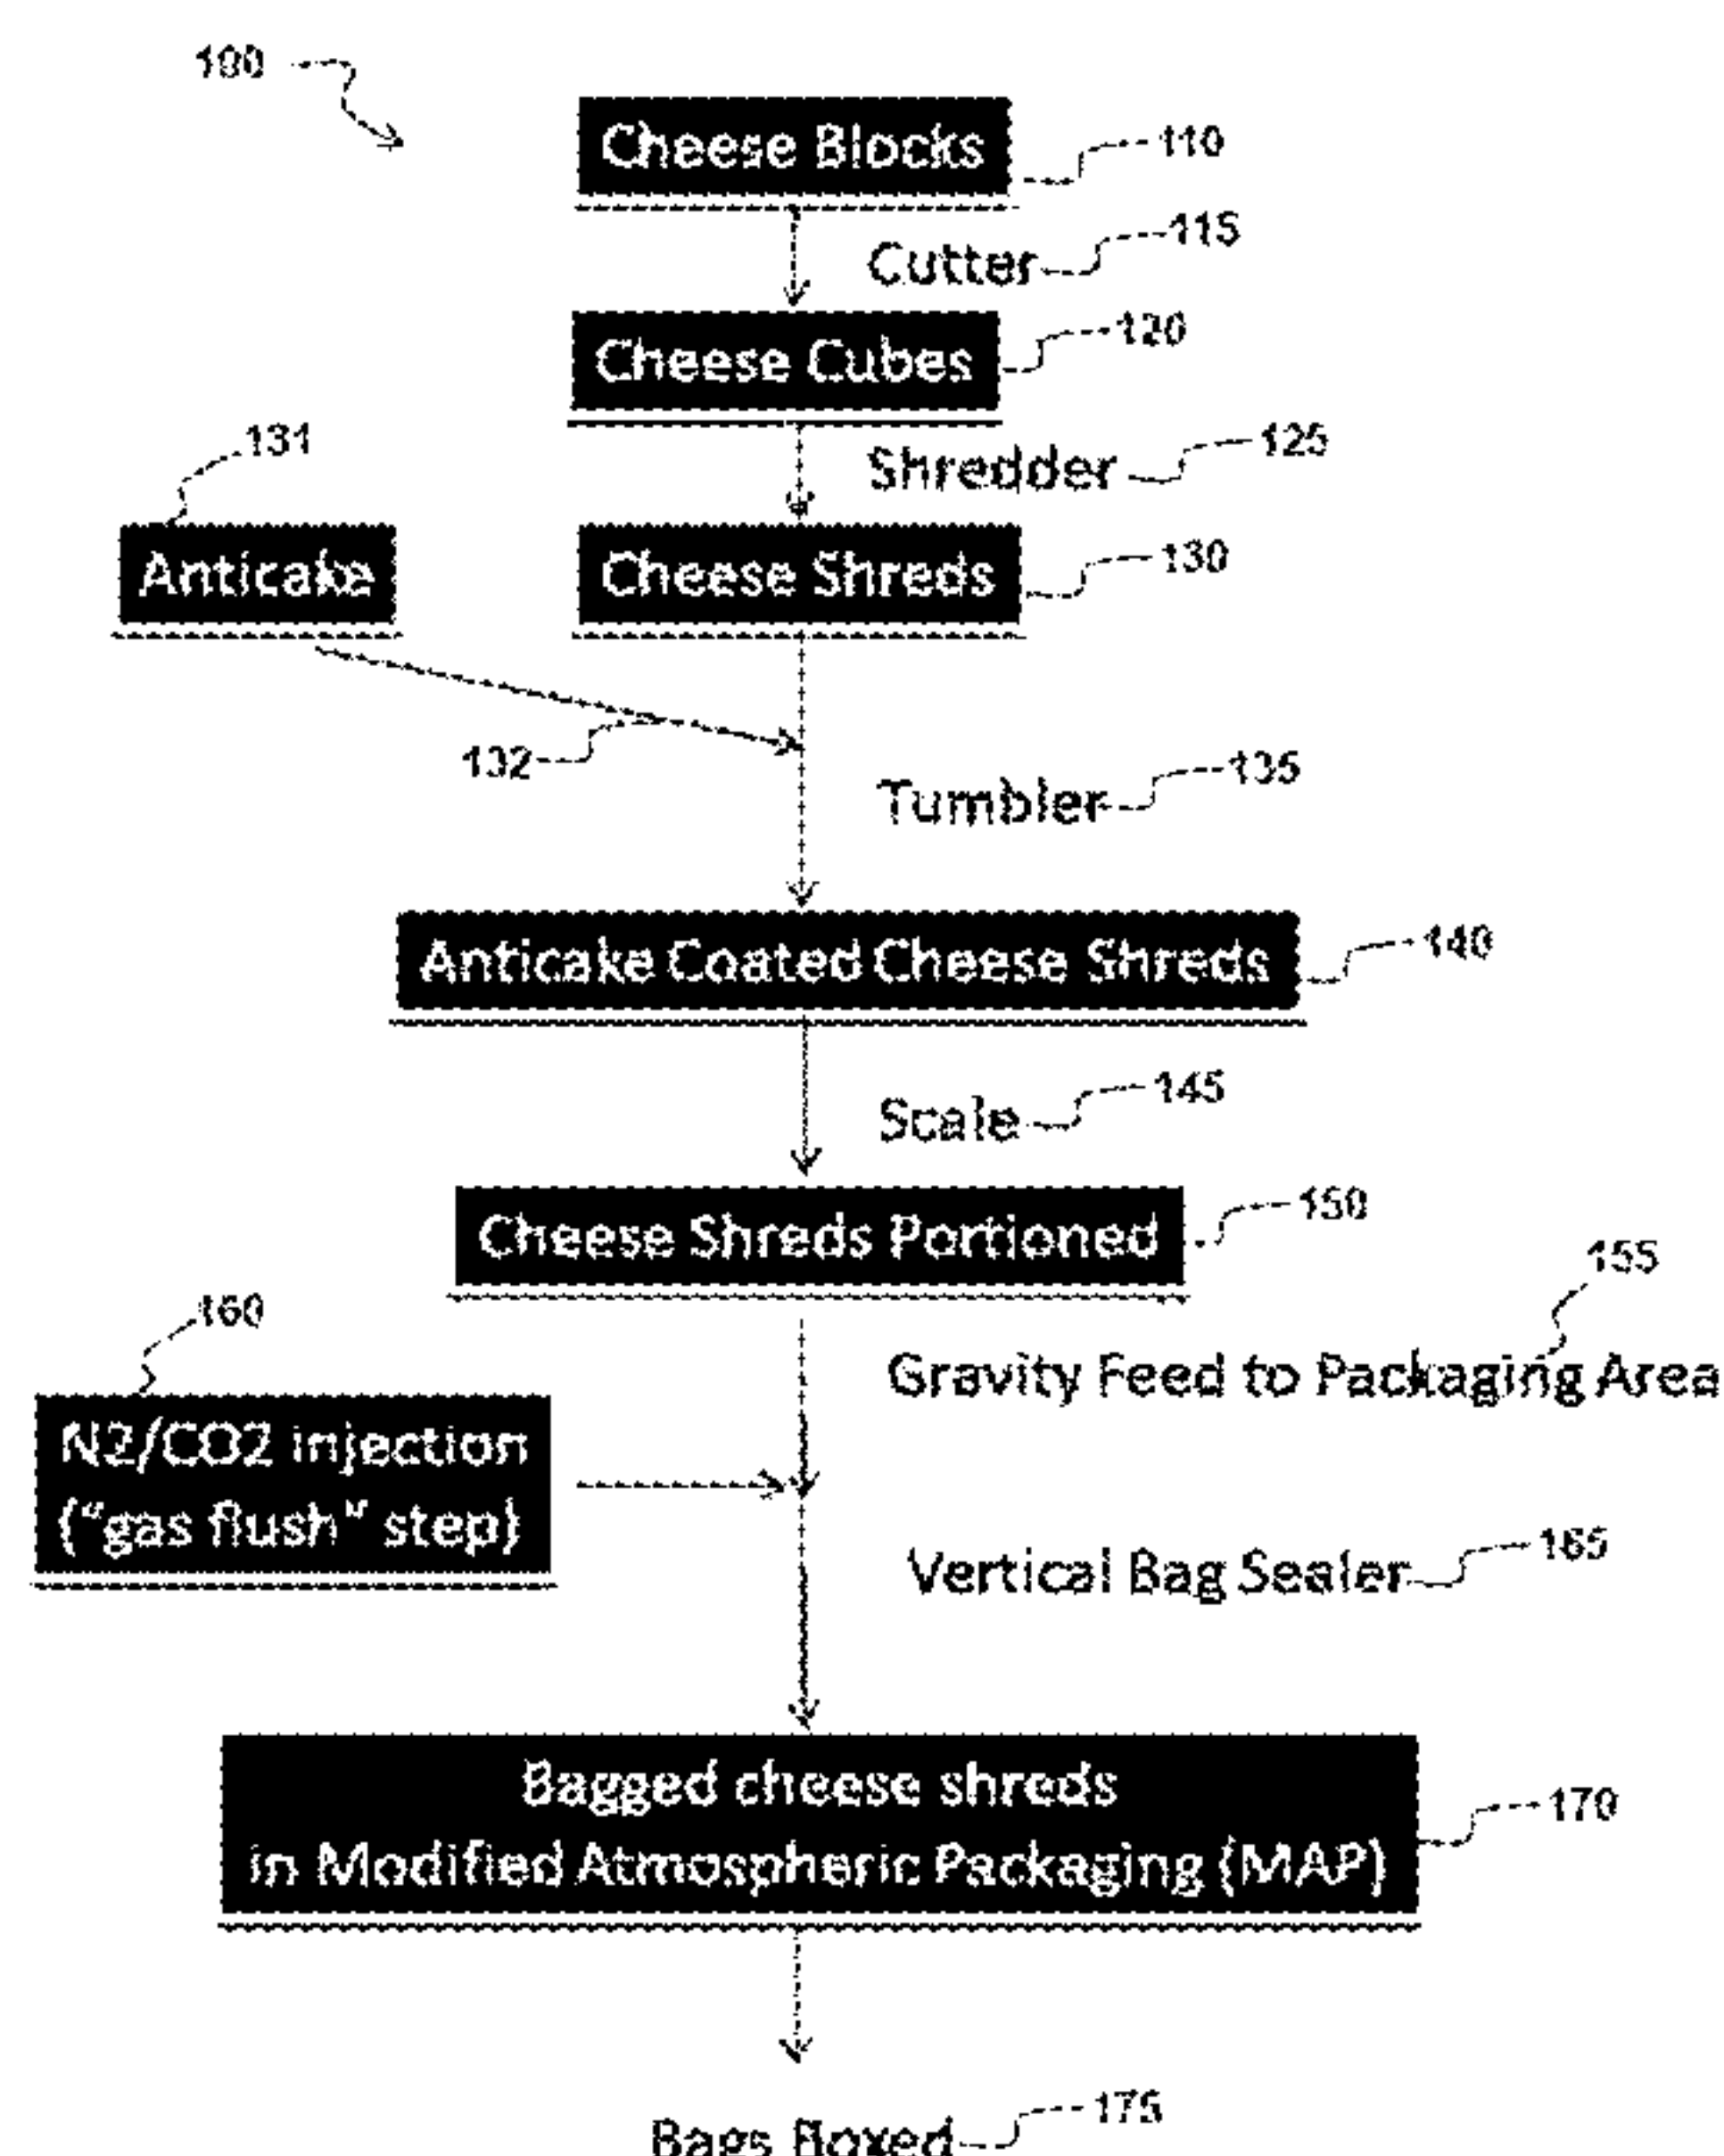 100
Cheese Blocks
110
Cutter
115
Cheese Cubes
120
Shredder
125
131
Anticake
Cheese Shreds
130
132
Tumbler
135
Anticake Coated Cheese Shreds
140
Scale
145
Cheese Shreds Portioned
150
155
Gravity Feed to Packaging Area
160
N2/CO2 injection
("gas flush" step)
Vertical Bag Sealer
165
Bagged cheese shreds
in Modified Atmospheric Packaging (MAP)
170
Bags Boxed
175